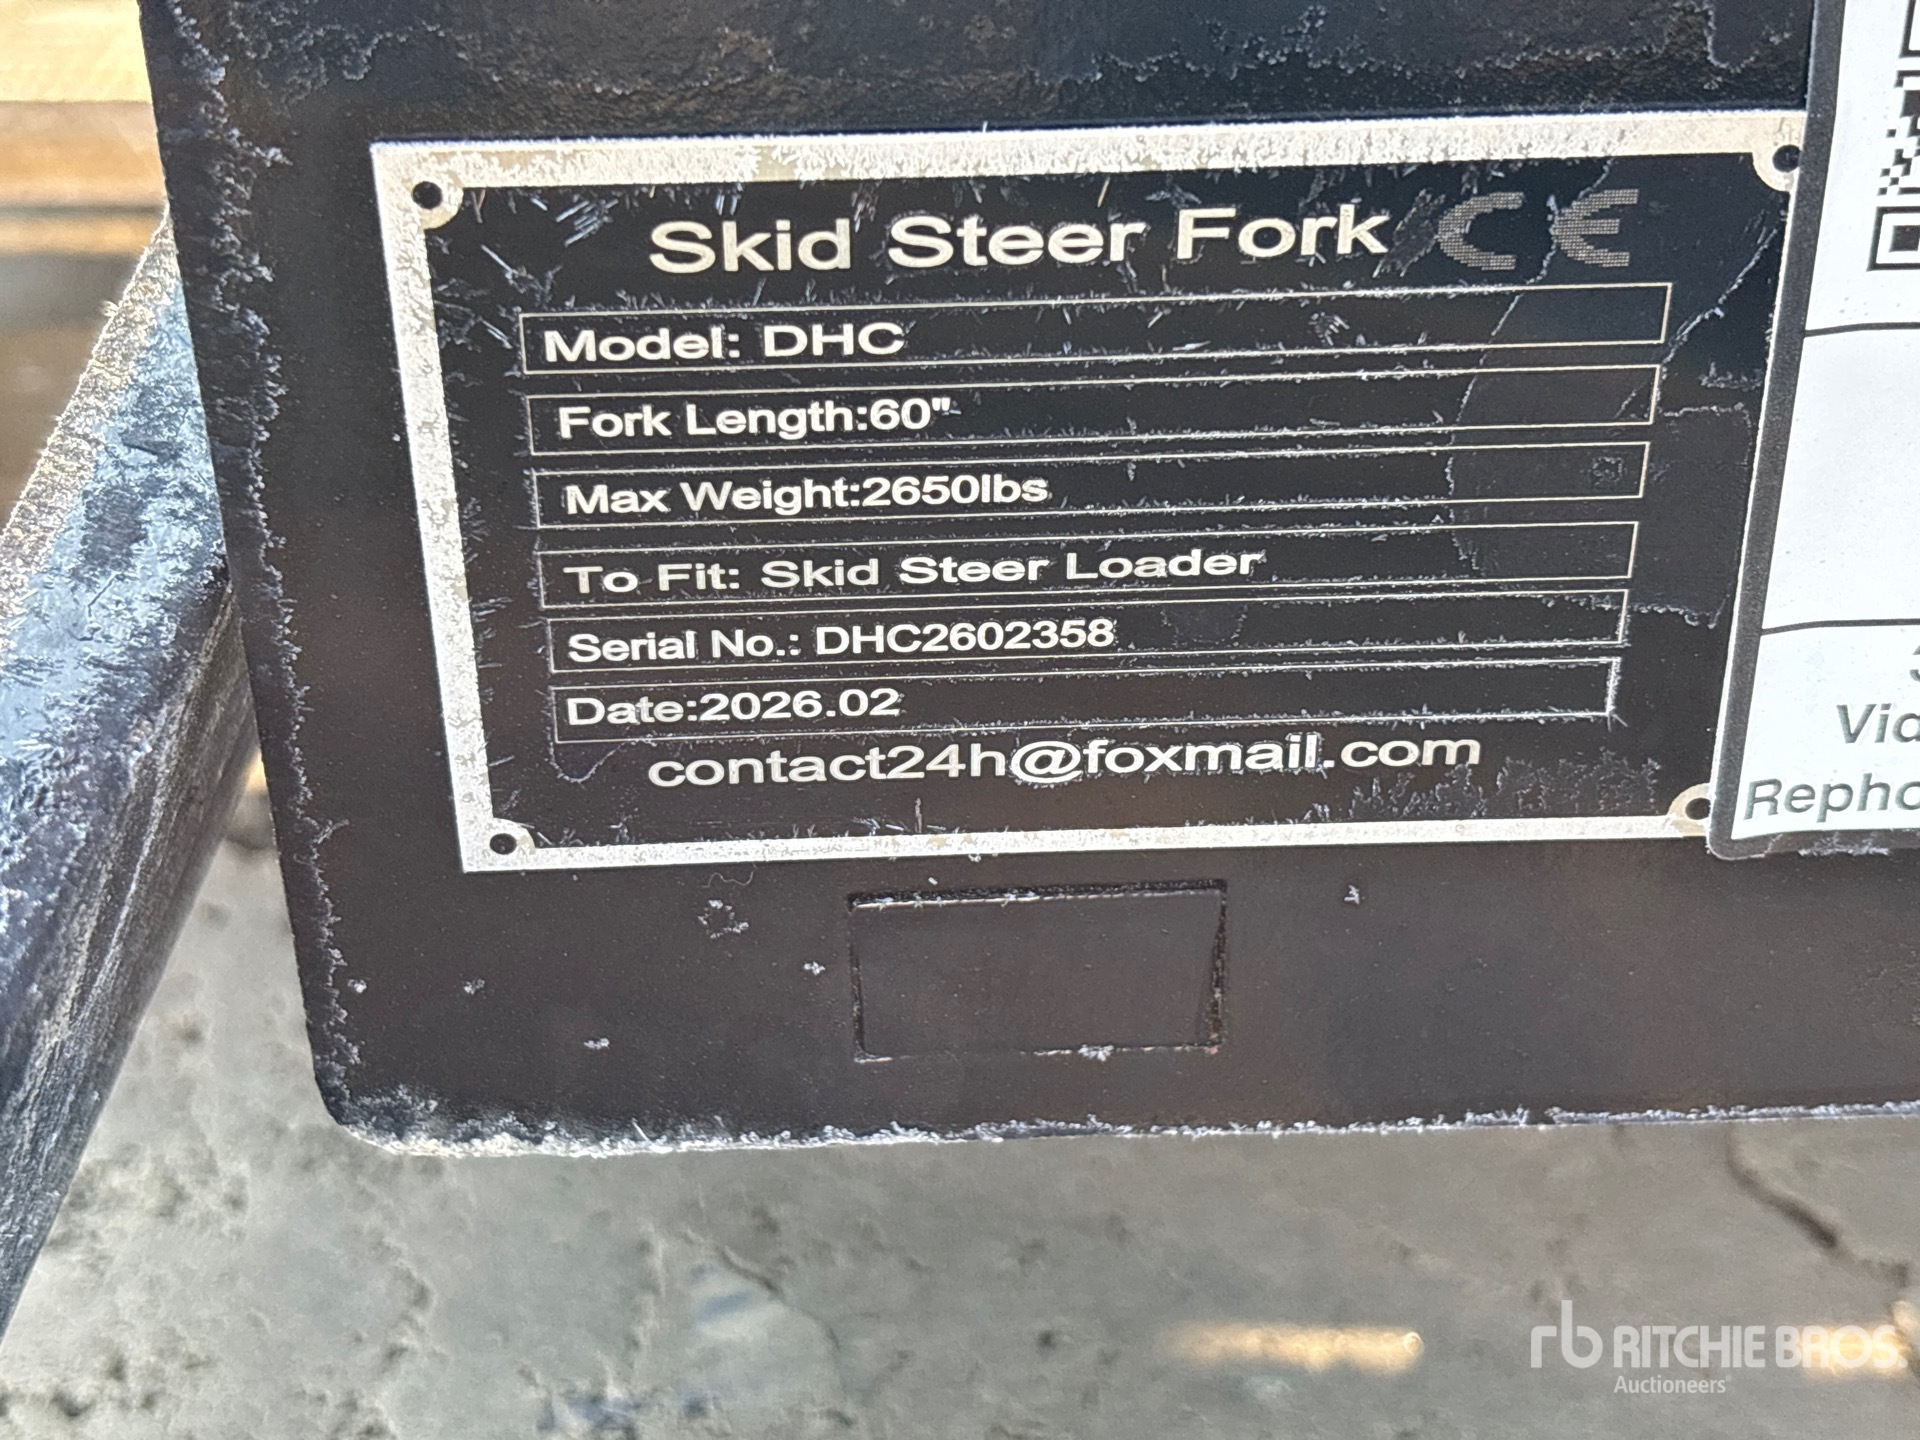 Skid Steer Fork CE
Model: DHC
Fork Length:60"
Max Weight:2650lbs
To Fit: Skid Steer Loader
Serial No.: DHC2602358
Date:2026.02
contact24h@foxmail.com
Vid
Repho
rb RITCHIE BROS.
Auctioneers